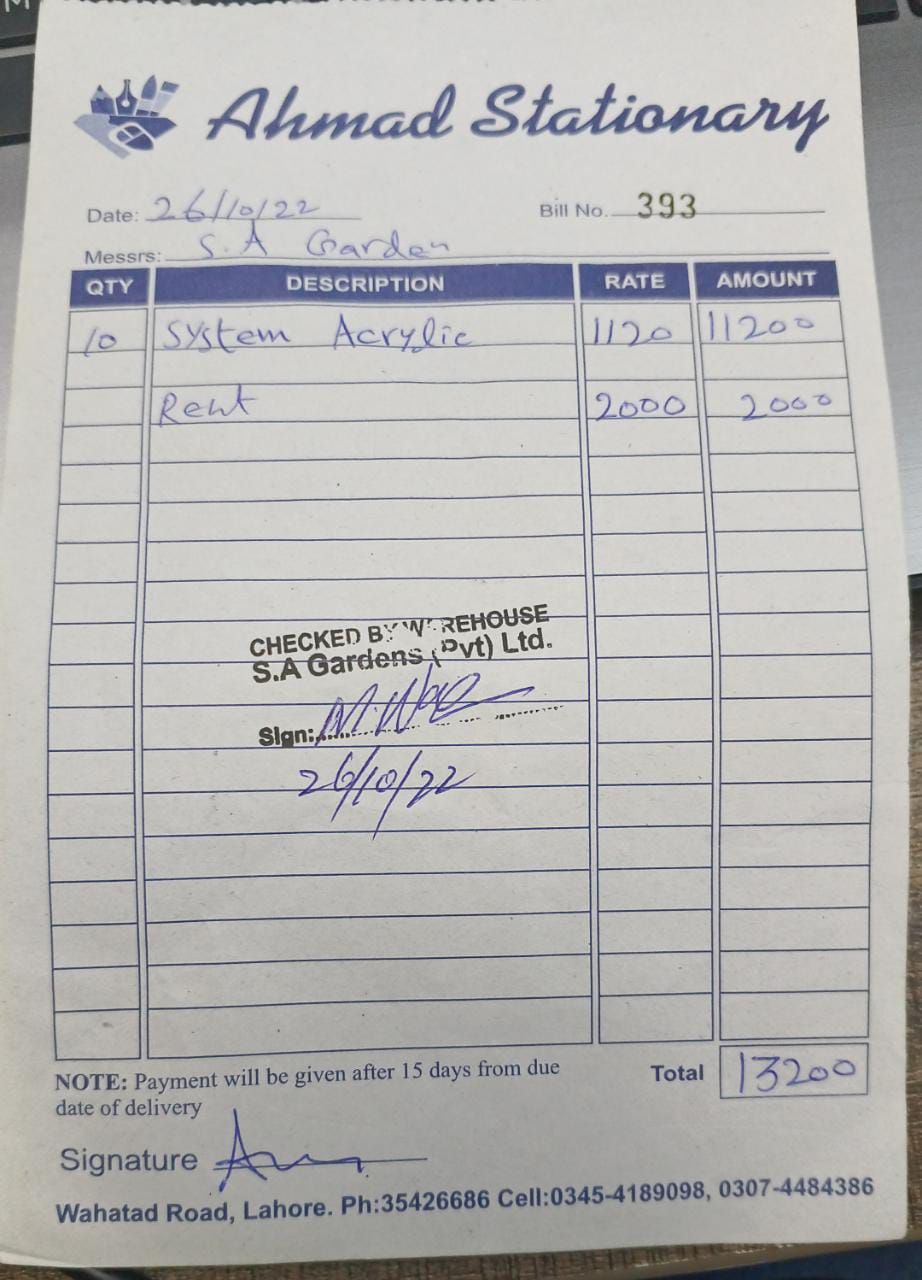 Ahmad Stationary
Date: 26/10/22 Bill No. 393
Messrs: S.A Garden
QTY DESCRIPTION RATE AMOUNT
10 System Acrylic 1120 11200
Rent 2000 2000
CHECKED BY WAREHOUSE
S.A Gardens (Pvt) Ltd.
Sign:
26/10/22
NOTE: Payment will be given after 15 days from due Total 13200
date of delivery
Signature
Wahatad Road, Lahore. Ph:35426686 Cell:0345-4189098, 0307-4484386